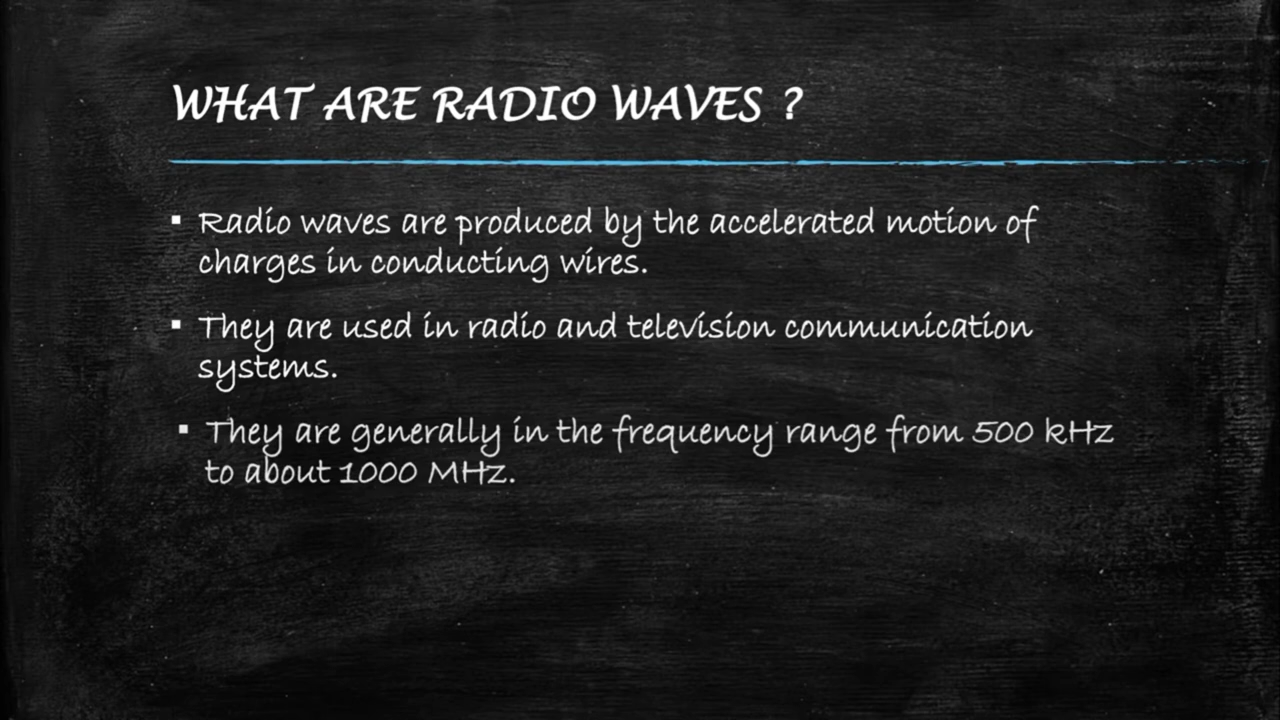 WHAT ARE RADIO WAVES ?
▪ Radio waves are produced by the accelerated motion of
charges in conducting wires.
▪ They are used in radio and television communication
systems.
▪ They are generally in the frequency range from 500 kHz
to about 1000 MHz.